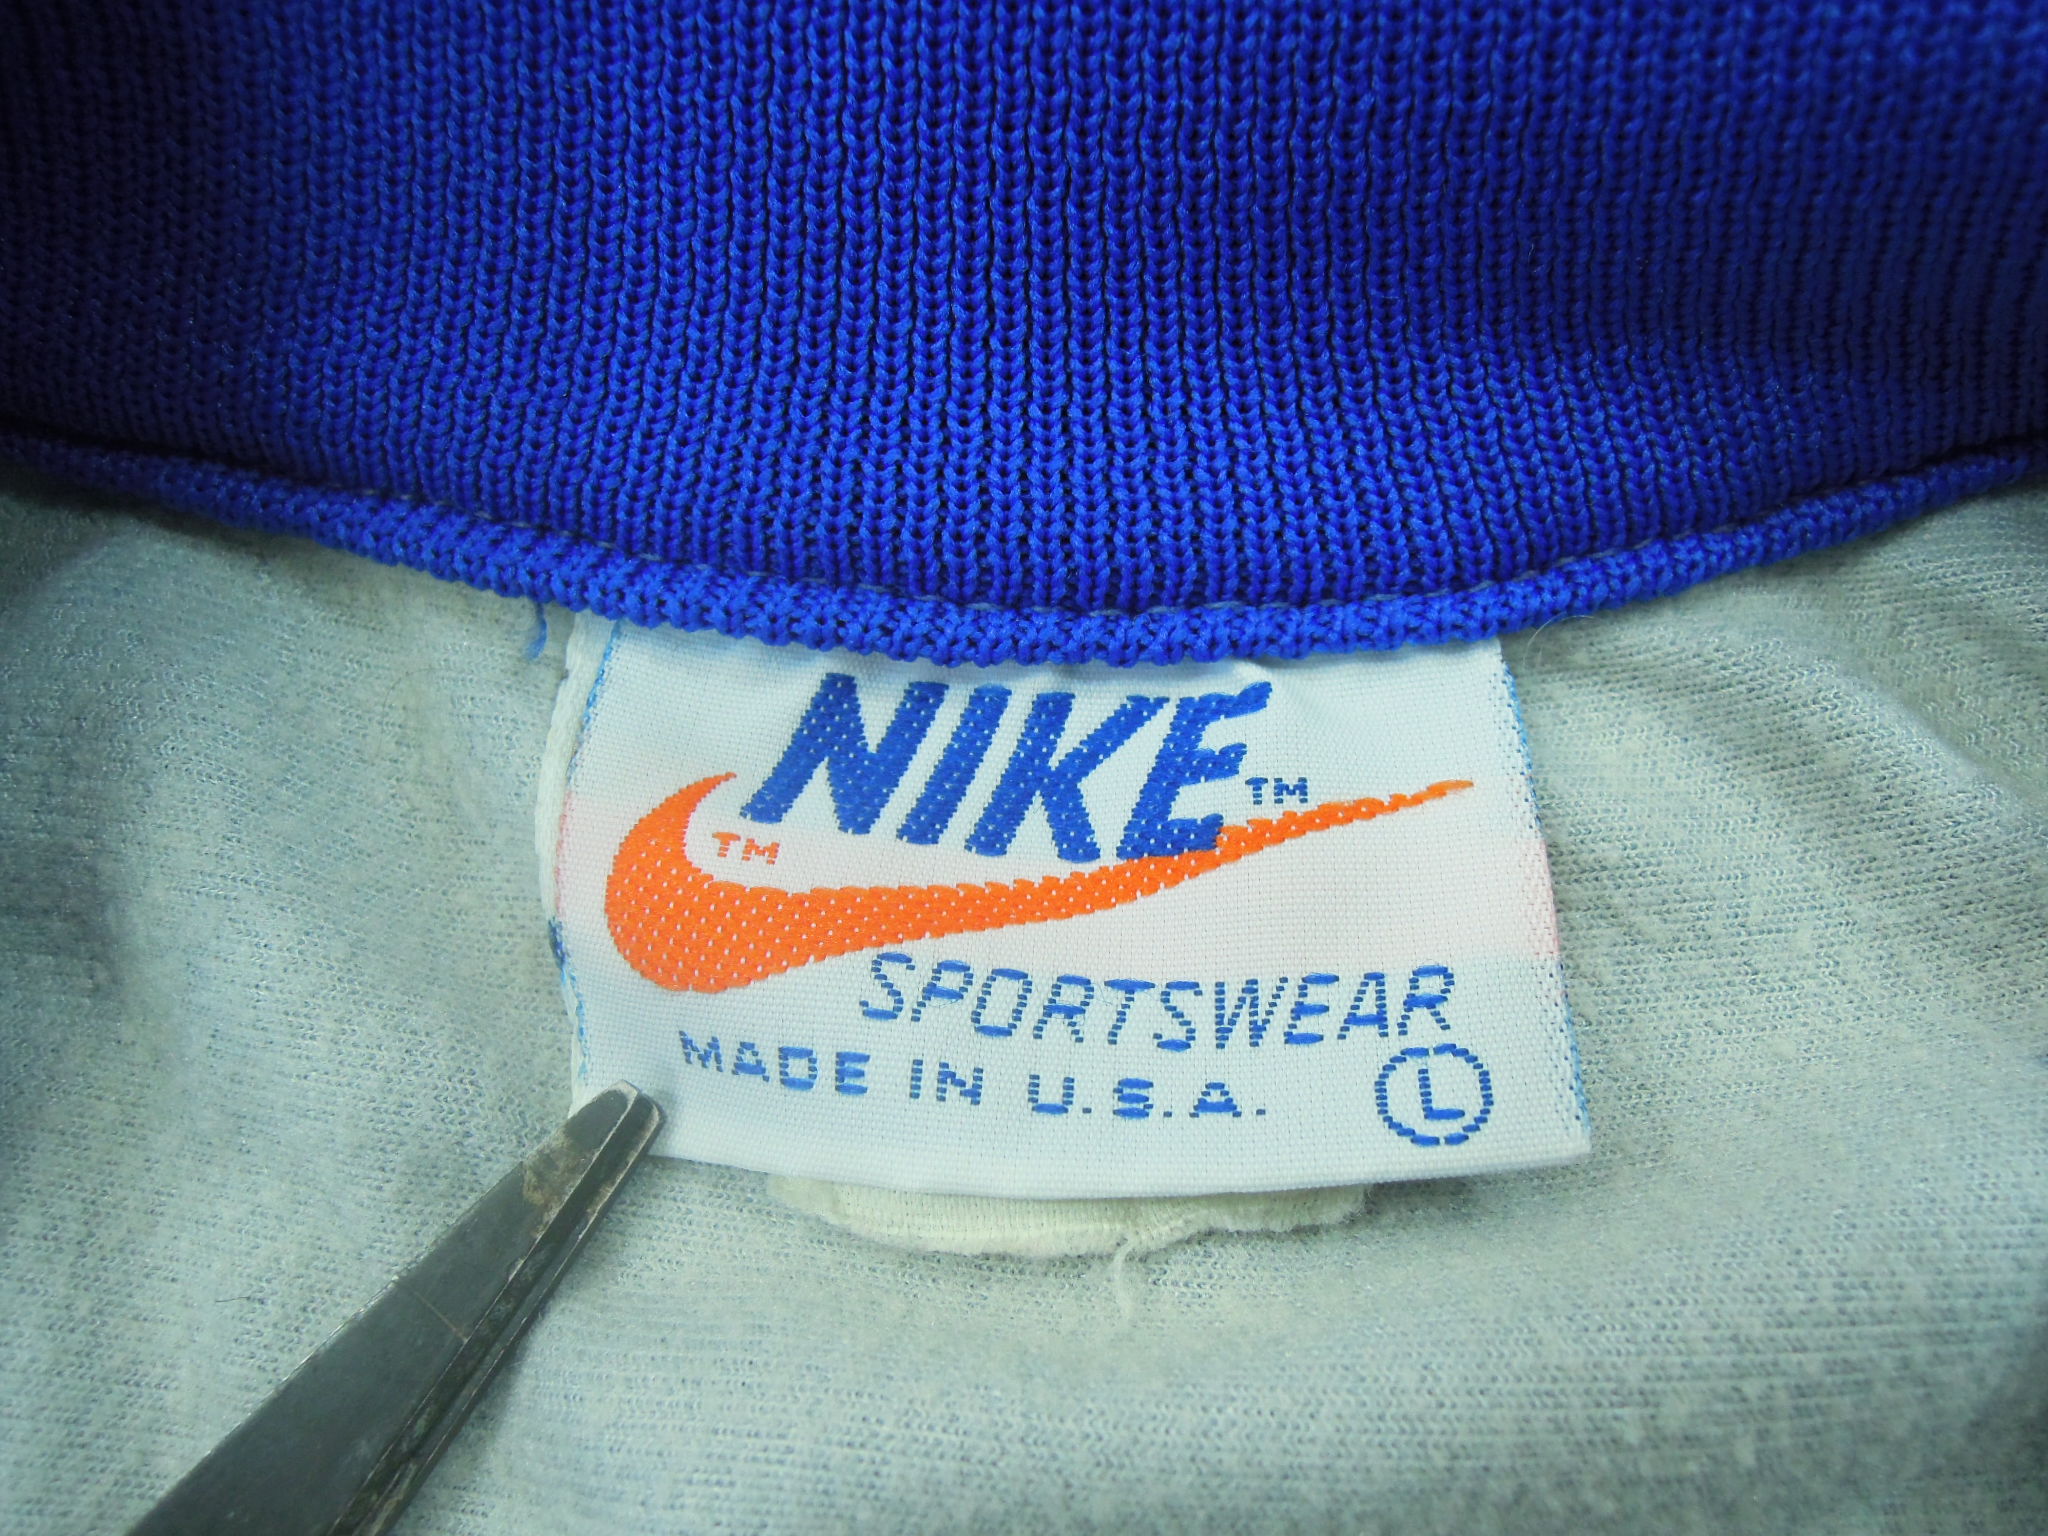 NIKE™
™
SPORTSWEAR
MADE IN U.S.A. L